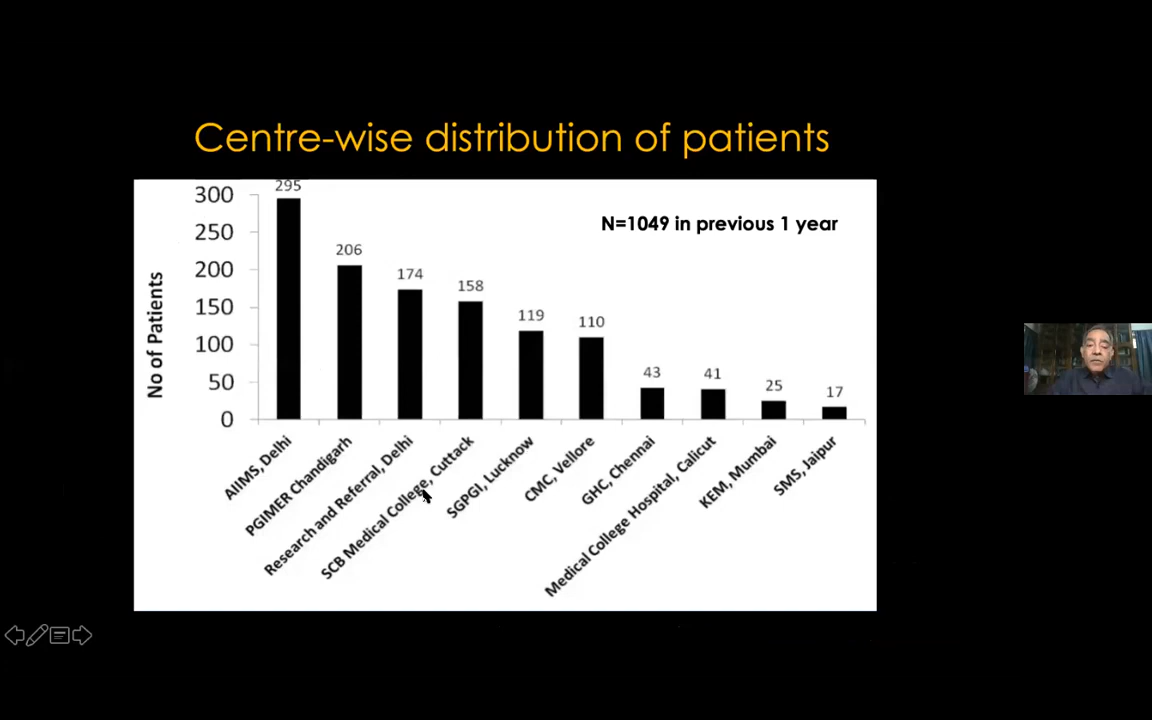 Centre-wise distribution of patients
N=1049 in previous 1 year
No of Patients
300
250
200
150
100
50
0
295
206
174
158
119
110
43
41
25
17
AIIMS, Delhi
PGIMER Chandigarh
Research and Referral, Delhi
SCB Medical College, Cuttack
SGPGI, Lucknow
CMC, Vellore
GHC, Chennai
Medical College Hospital, Calicut
KEM, Mumbai
SMS, Jaipur